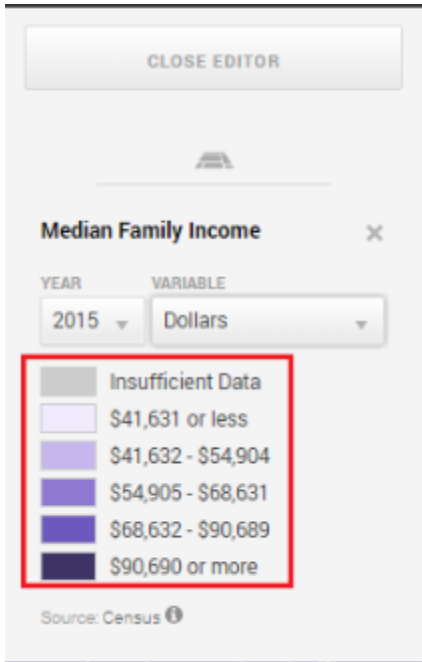 CLOSE EDITOR
Median Family Income
YEAR VARIABLE
2015 Dollars
Insufficient Data
$41,631 or less
$41,632 - $54,904
$54,905 - $68,631
$68,632 - $90,689
$90,690 or more
Source: Census